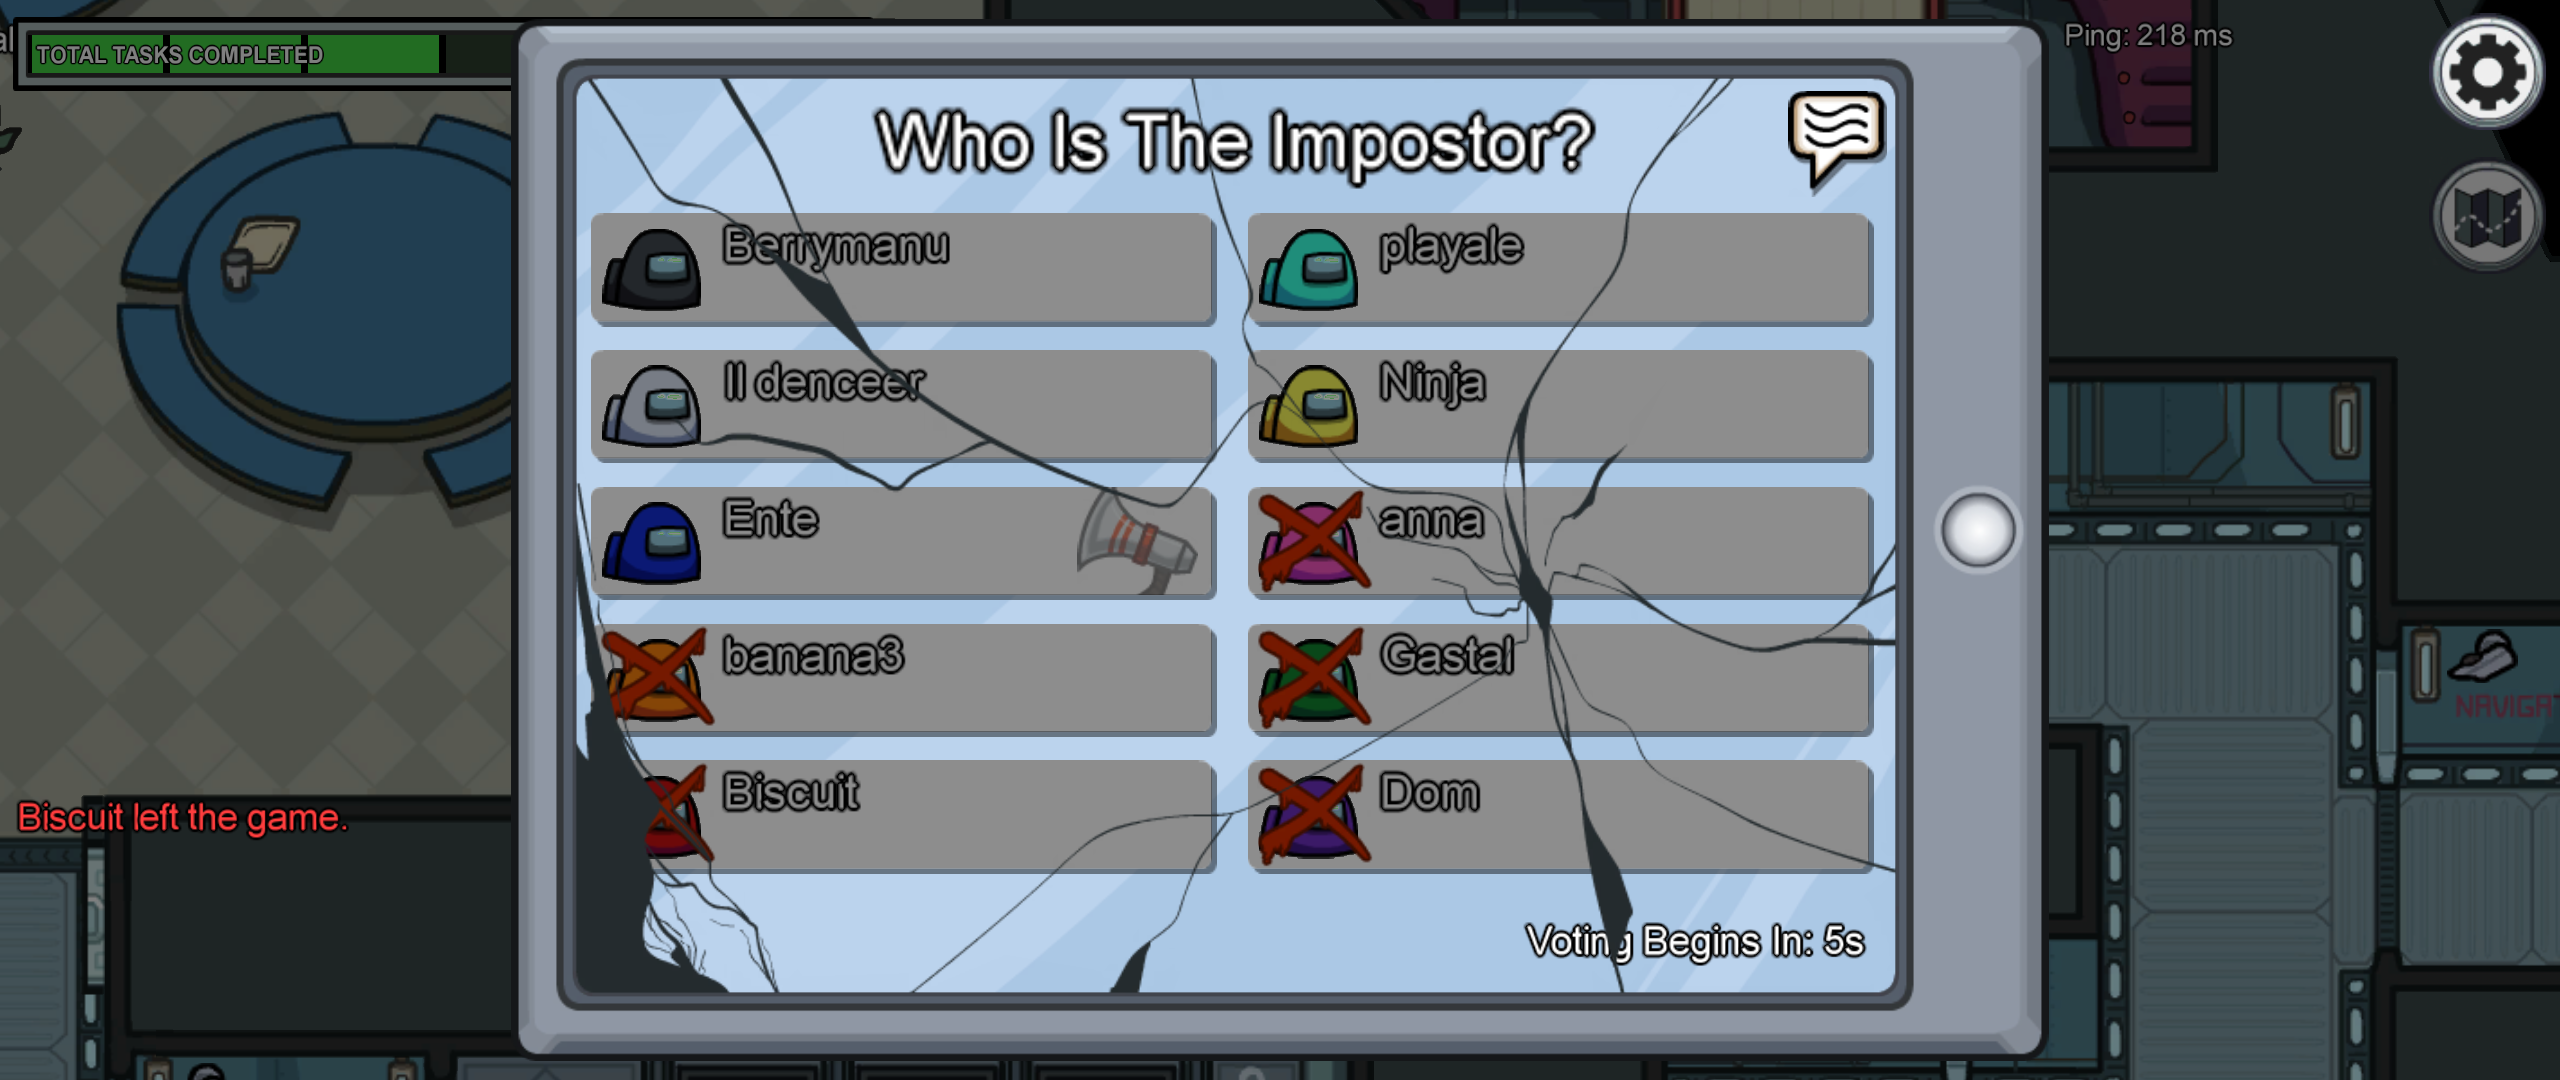 TOTAL TASKS COMPLETED
Ping: 218 ms
Who Is The Impostor?
Berrymanu
playale
ll denceer
Ninja
Ente
anna
banana3
Gastal
Biscuit
Dom
Biscuit left the game.
Voting Begins In: 5s